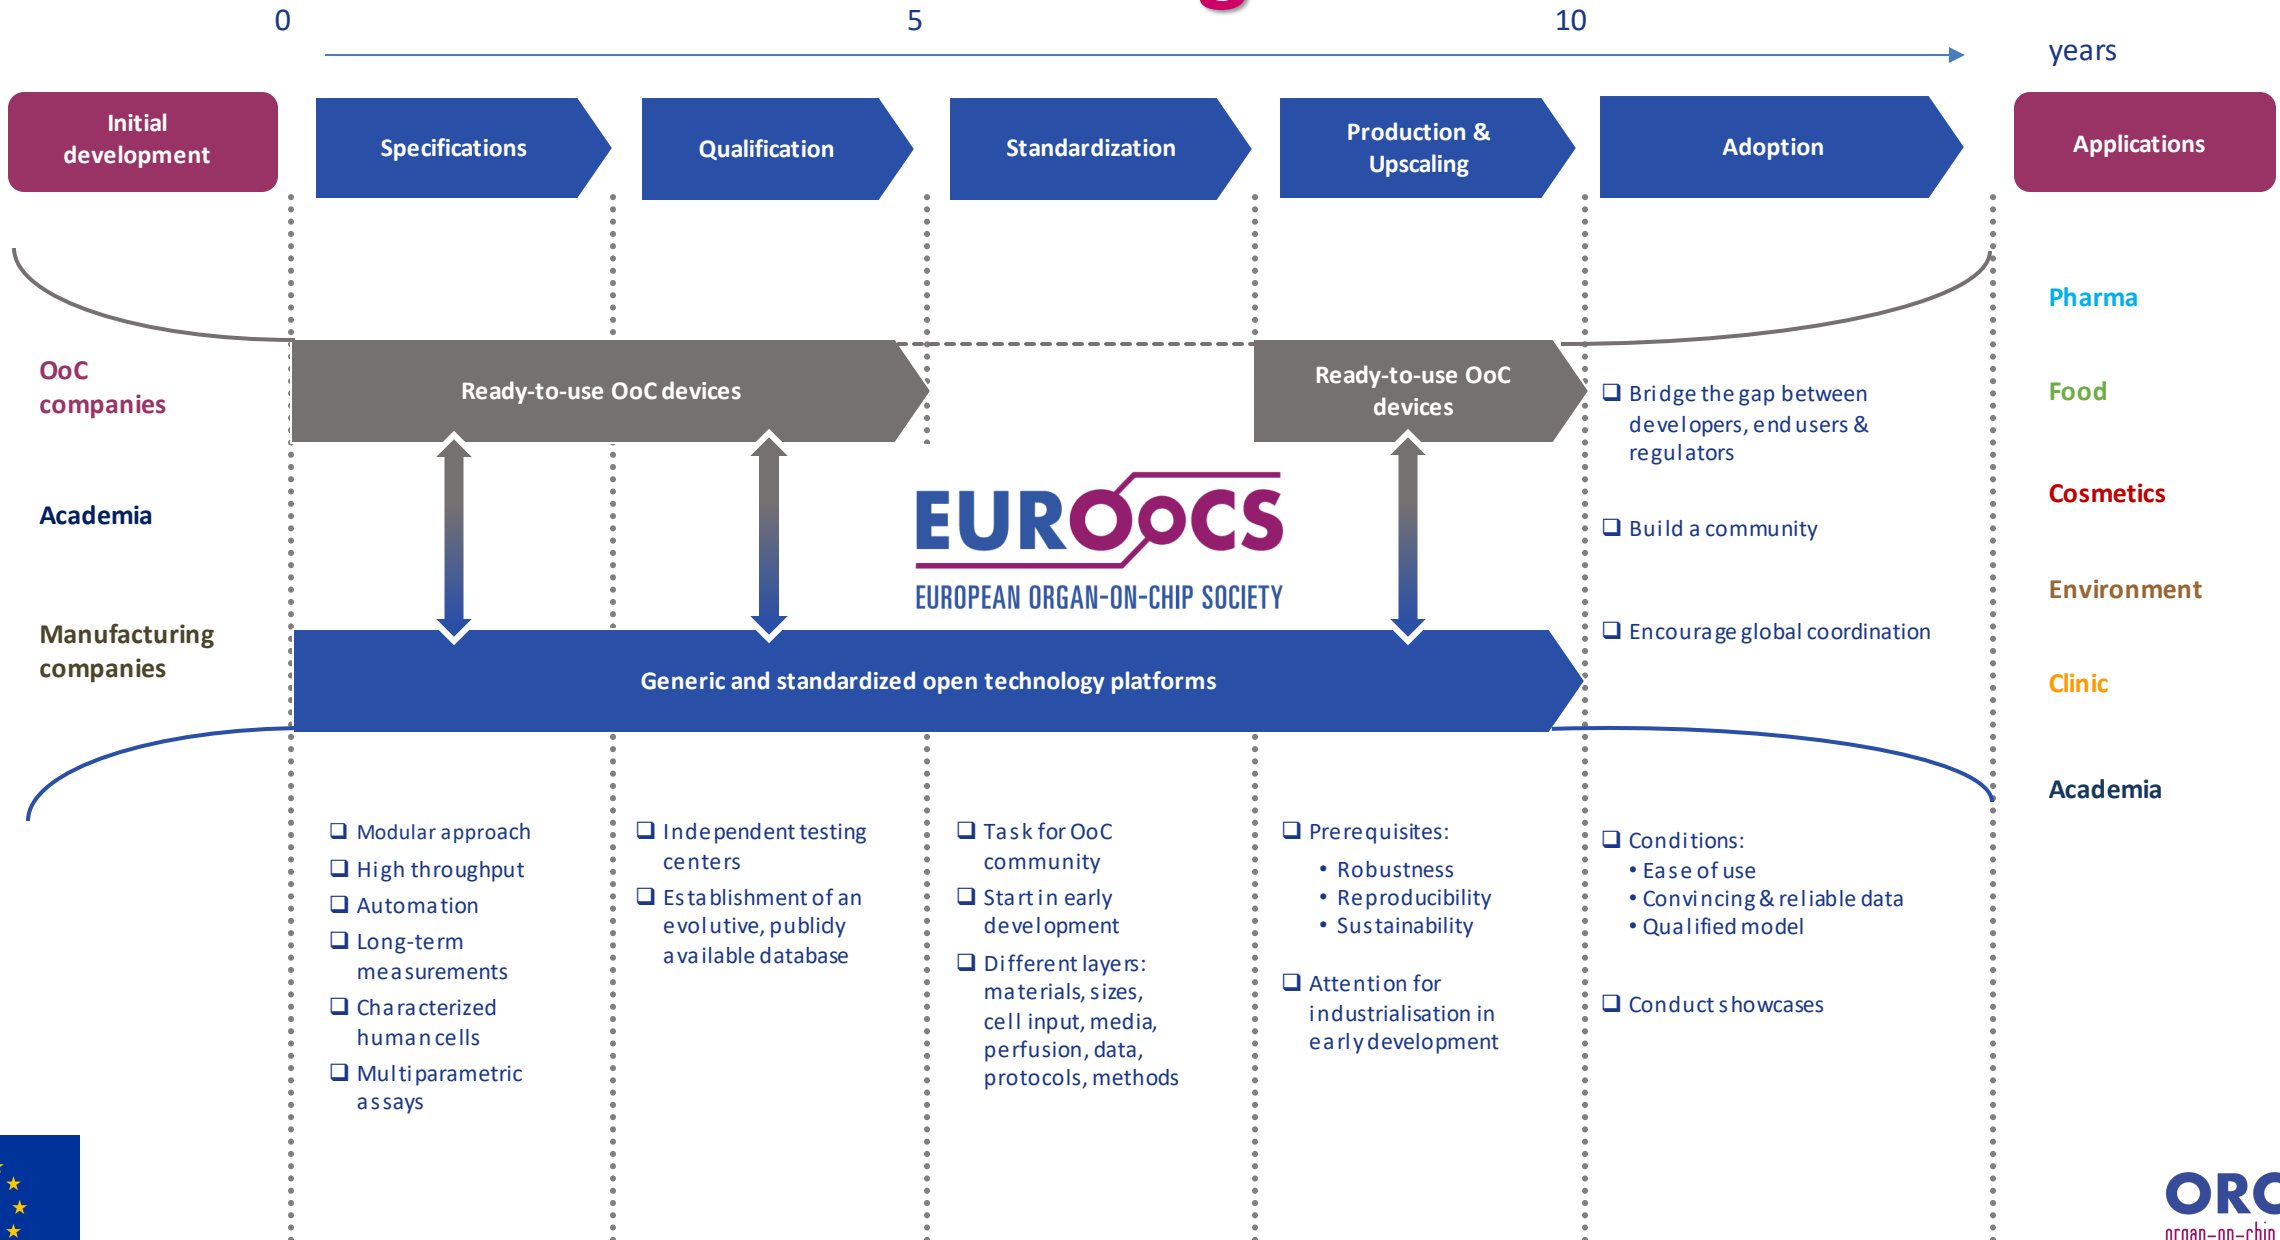 0
5
10
years
Initial
development
Specifications
Qualification
Standardization
Production &
Upscaling
Adoption
Applications
OoC
companies
Academia
Manufacturing
companies
Ready-to-use OoC devices
Ready-to-use OoC
devices
EUROoCS
EUROPEAN ORGAN-ON-CHIP SOCIETY
Generic and standardized open technology platforms
❑ Modular approach
❑ High throughput
❑ Automation
❑ Long-term
measurements
❑ Characterized
human cells
❑ Multiparametric
assays
❑ Independent testing
centers
❑ Establishment of an
evolutive, publicly
available database
❑ Task for OoC
community
❑ Start in early
development
❑ Different layers:
materials, sizes,
cell input, media,
perfusion, data,
protocols, methods
❑ Prerequisites:
• Robustness
• Reproducibility
• Sustainability
❑ Attention for
industrialisation in
early development
❑ Bridge the gap between
developers, end users &
regulators
❑ Build a community
❑ Encourage global coordination
❑ Conditions:
• Ease of use
• Convincing & reliable data
• Qualified model
❑ Conduct showcases
Pharma
Food
Cosmetics
Environment
Clinic
Academia
organ-on-chip